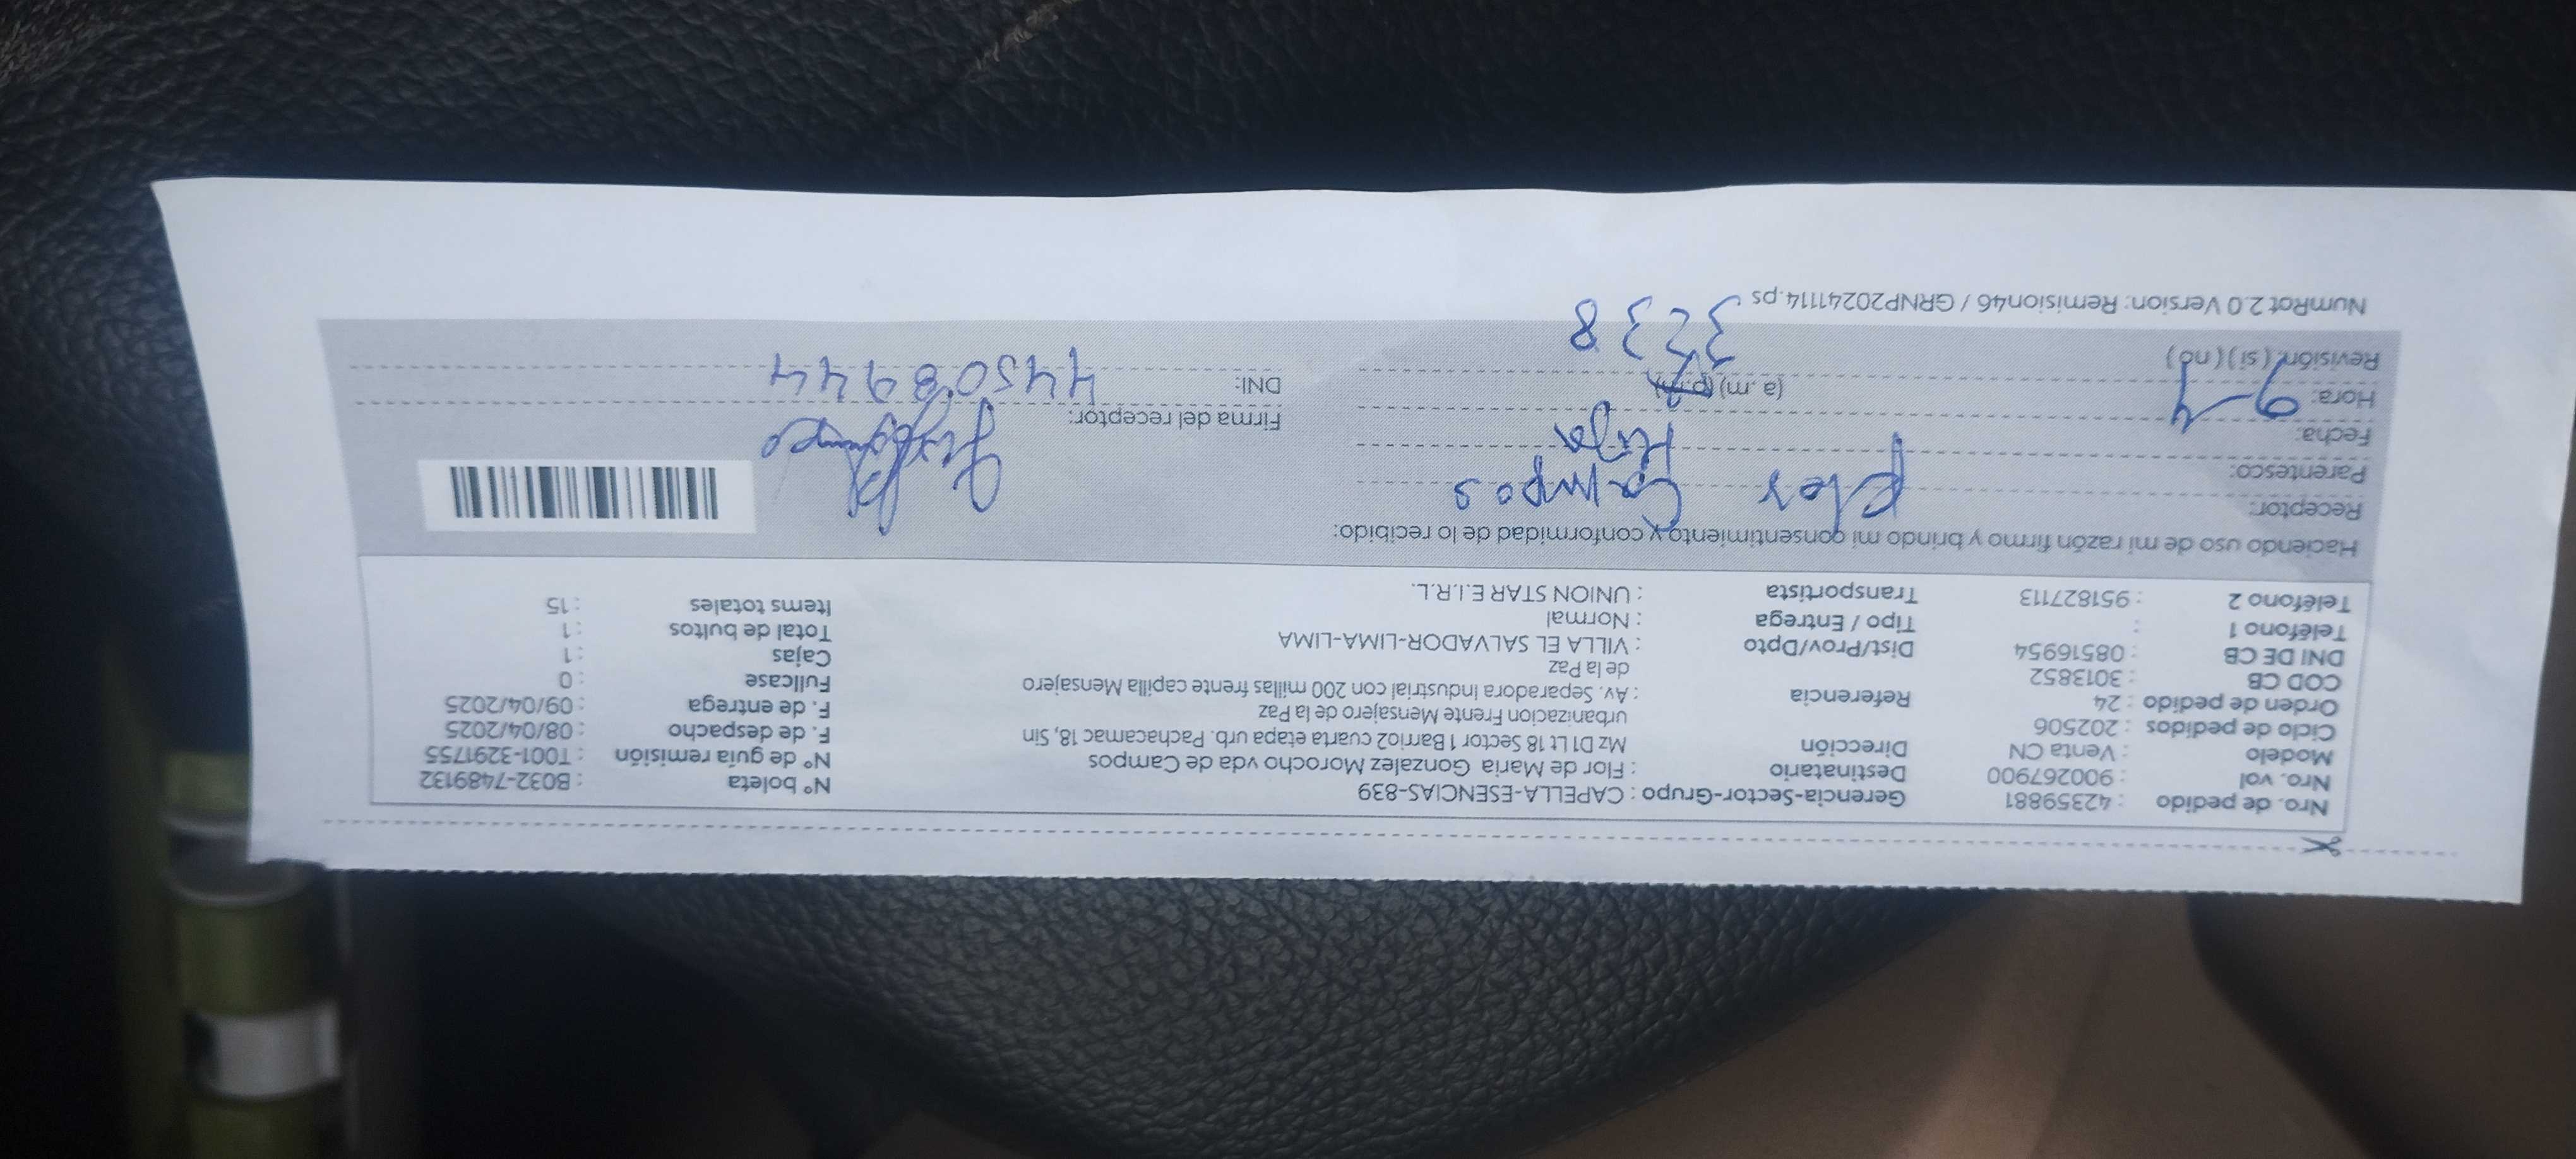 Nro. de pedido : 42359881 Gerencia-Sector-Grupo : CAPELLA-ESENCIAS-839 N° boleta : B032-7489132
Nro. vol : 900267900 Destinatario : Flor de Maria Gonzalez Morocho vda de Campos N° de guía remisión : T001-3291755
Modelo : Venta CN Dirección Mz D1 Lt 18 Sector 1 Barrio2 cuarta etapa urb. Pachacamac 18, Sin F. de despacho : 08/04/2025
Ciclo de pedidos : 202506 urbanizacion Frente Mensajero de la Paz F. de entrega : 09/04/2025
Orden de pedido : 24 Referencia : Av. Separadora Industrial con 200 millas frente capilla Mensajero Fullcase : 0
COD CB : 3013852 de la Paz Cajas : 1
DNI DE CB : 08516954 Dist/Prov/Dpto : VILLA EL SALVADOR-LIMA-LIMA Total de bultos : 1
Teléfono 1 : Tipo / Entrega : Normal Items totales : 15
Teléfono 2 : 951827113 Transportista : UNION STAR E.I.R.L.
Haciendo uso de mi razón firmo y brindo mi consentimiento y conformidad de lo recibido:
Receptor: Flor Campos
Parentesco: Hija
Fecha: 9-4 Firma del receptor:
Hora: (a.m) (p.m) DNI: 44508944
Revisión: (si) (no) 3238
NumRot 2.0 Version: Remision46 / GRNP20241114.ps